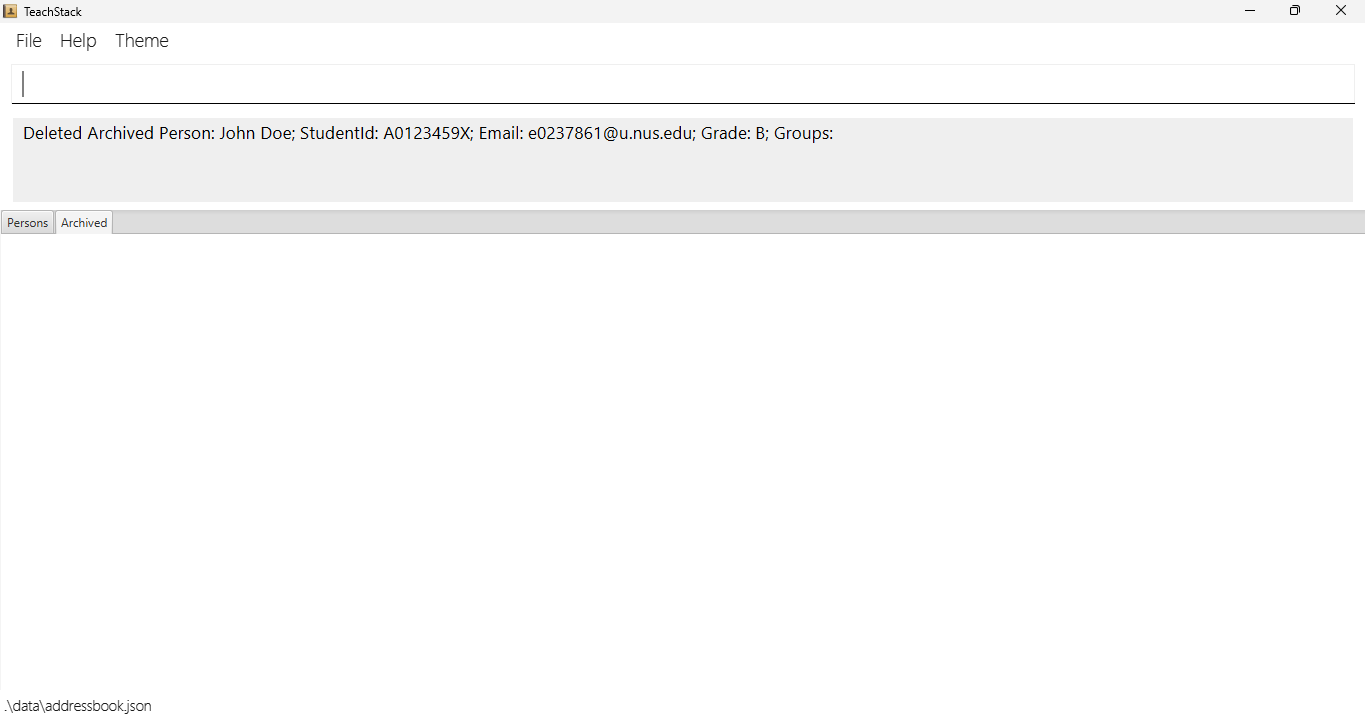 TeachStack
File Help Theme
Deleted Archived Person: John Doe; StudentId: A0123459X; Email: e0237861@u.nus.edu; Grade: B; Groups:
Persons Archived
.\data\addressbook.json